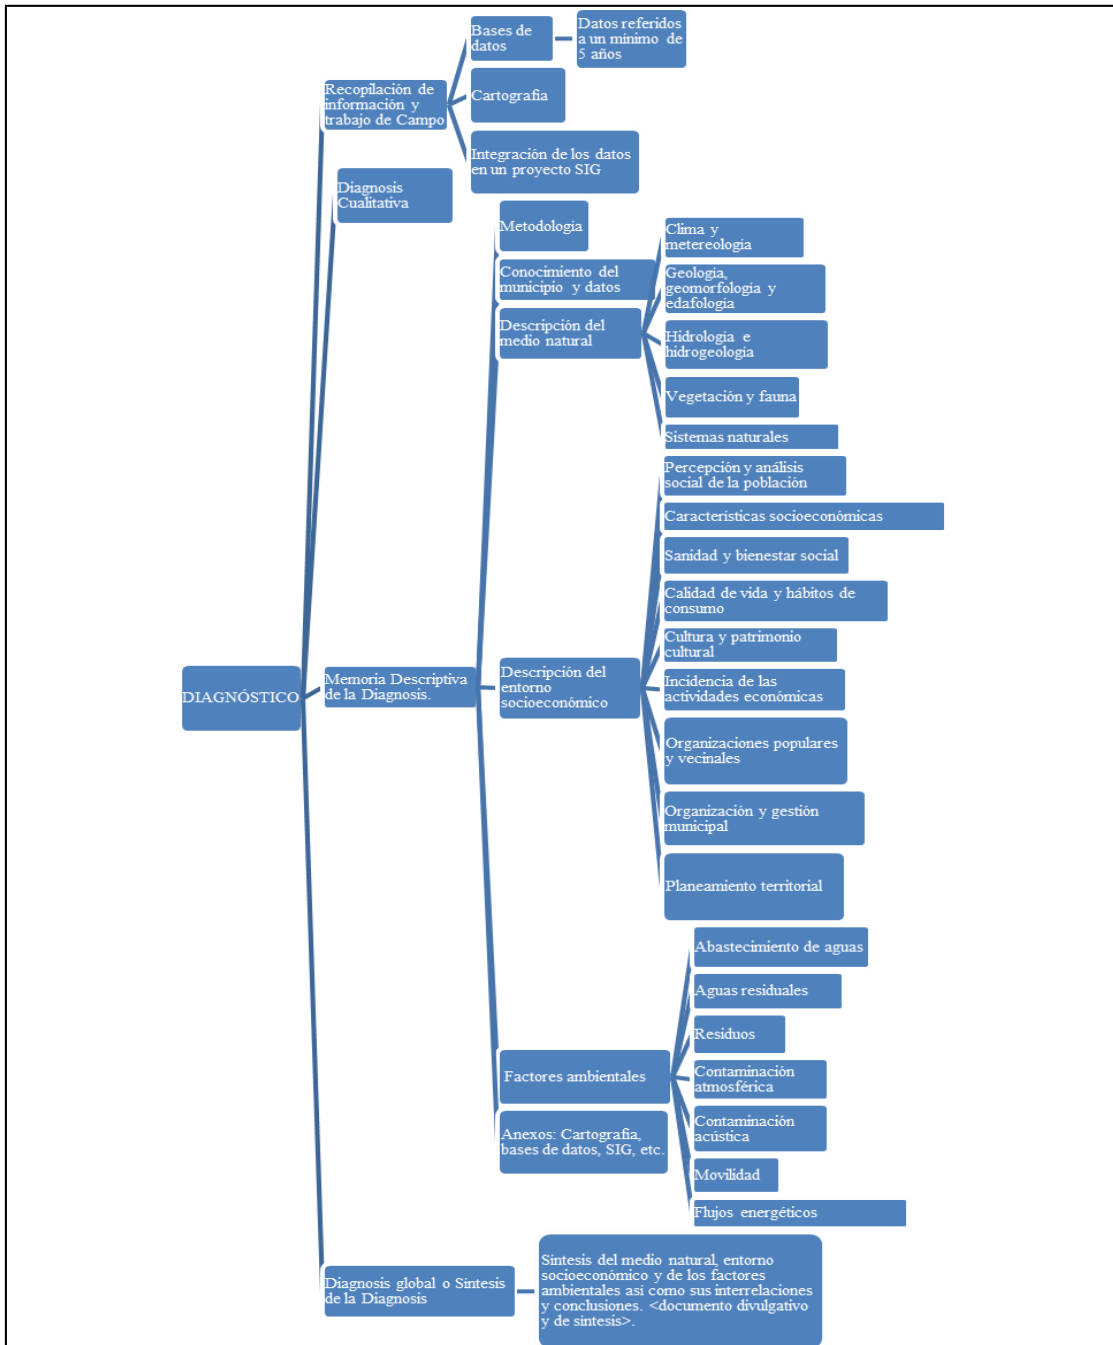 Bases de
datos
Datos referidos
a un mínimo de
5 años
Recopilación de
información y
trabajo de Campo
Cartografía
Integración de los datos
en un proyecto SIG
Diagnosis
Cualitativa
Metodología
Conocimiento del
municipio y datos
Descripción del
medio natural
Clima y
metereología
Geología,
geomorfología y
edafología
Hidrología e
hidrogeología
Vegetación y fauna
Sistemas naturales
DIAGNÓSTICO
Memoria Descriptiva
de la Diagnosis.
Descripción del
entorno
socioeconómico
Percepción y análisis
social de la población
Características socioeconómicas
Sanidad y bienestar social
Calidad de vida y hábitos de
consumo
Cultura y patrimonio
cultural
Incidencia de las
actividades económicas
Organizaciones populares
y vecinales
Organización y gestión
municipal
Planeamiento territorial
Factores ambientales
Abastecimiento de aguas
Aguas residuales
Residuos
Contaminación
atmosférica
Contaminación
acústica
Movilidad
Flujos energéticos
Anexos: Cartografía,
bases de datos, SIG, etc.
Diagnosis global o Síntesis
de la Diagnosis
Síntesis del medio natural, entorno
socioeconómico y de los factores
ambientales así como sus interrelaciones
y conclusiones. <documento divulgativo
y de síntesis>.